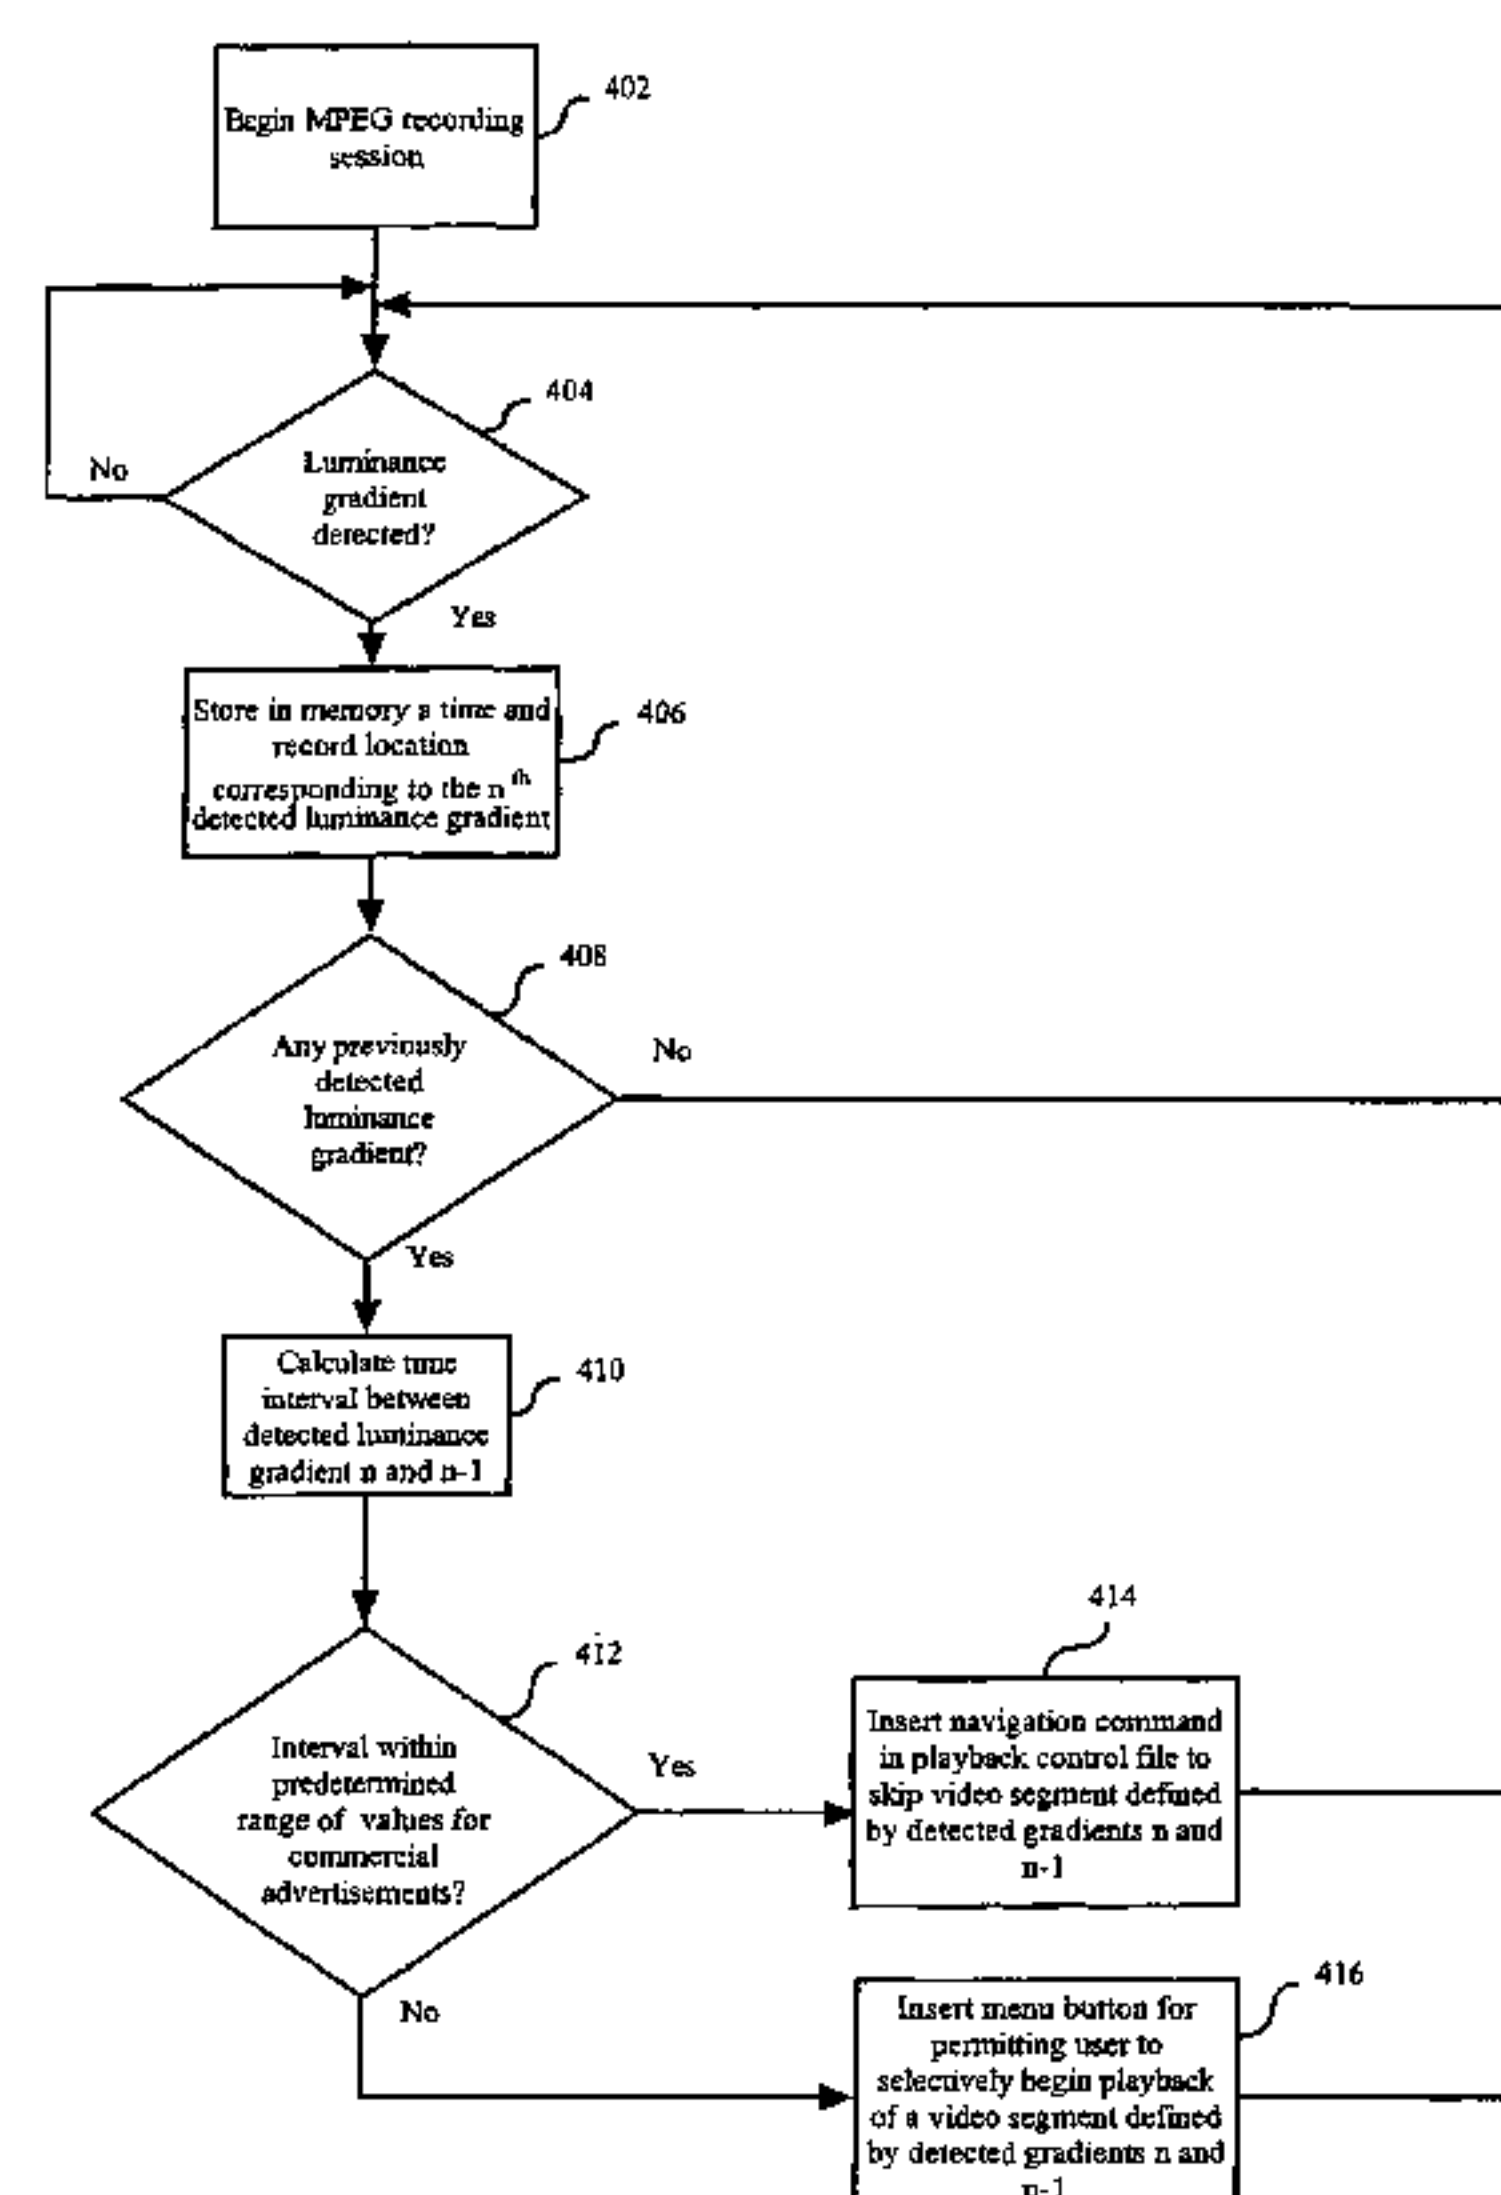 Begin MPEG recording
session
402
404
No
Luminance
gradient
detected?
Yes
Store in memory a time and
record location
corresponding to the n th
detected luminance gradient
406
408
Any previously
detected
luminance
gradient?
No
Yes
Calculate time
interval between
detected luminance
gradient n and n-1
410
414
412
Interval within
predetermined
range of values for
commercial
advertisements?
Yes
Insert navigation command
in playback control file to
skip video segment defined
by detected gradients n and
n-1
No
416
Insert menu button for
permitting user to
selectively begin playback
of a video segment defined
by detected gradients n and
n-1